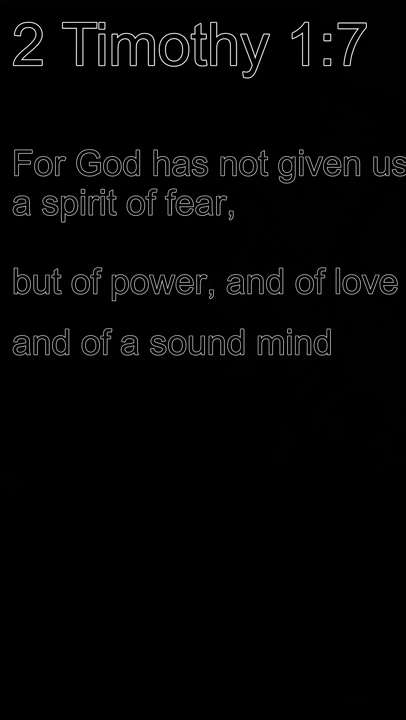 2 Timothy 1:7
For God has not given us
a spirit of fear,
but of power, and of love
and of a sound mind